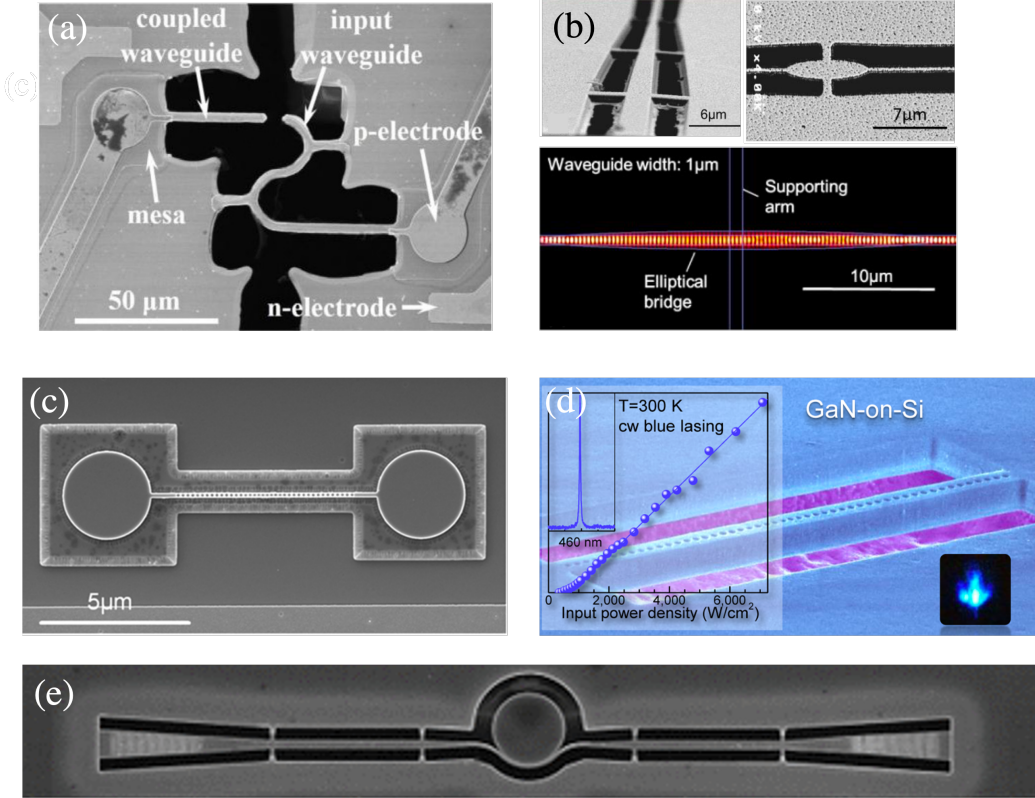 (a)
coupled
waveguide
input
waveguide
p-electrode
mesa
50 μm
n-electrode
(c)
(b)
6μm
7μm
Waveguide width: 1μm
Supporting
arm
Elliptical
bridge
10μm
(c)
5μm
(d)
T=300 K
cw blue lasing
460 nm
0 2,000 4,000 6,000
Input power density (W/cm²)
GaN-on-Si
(e)